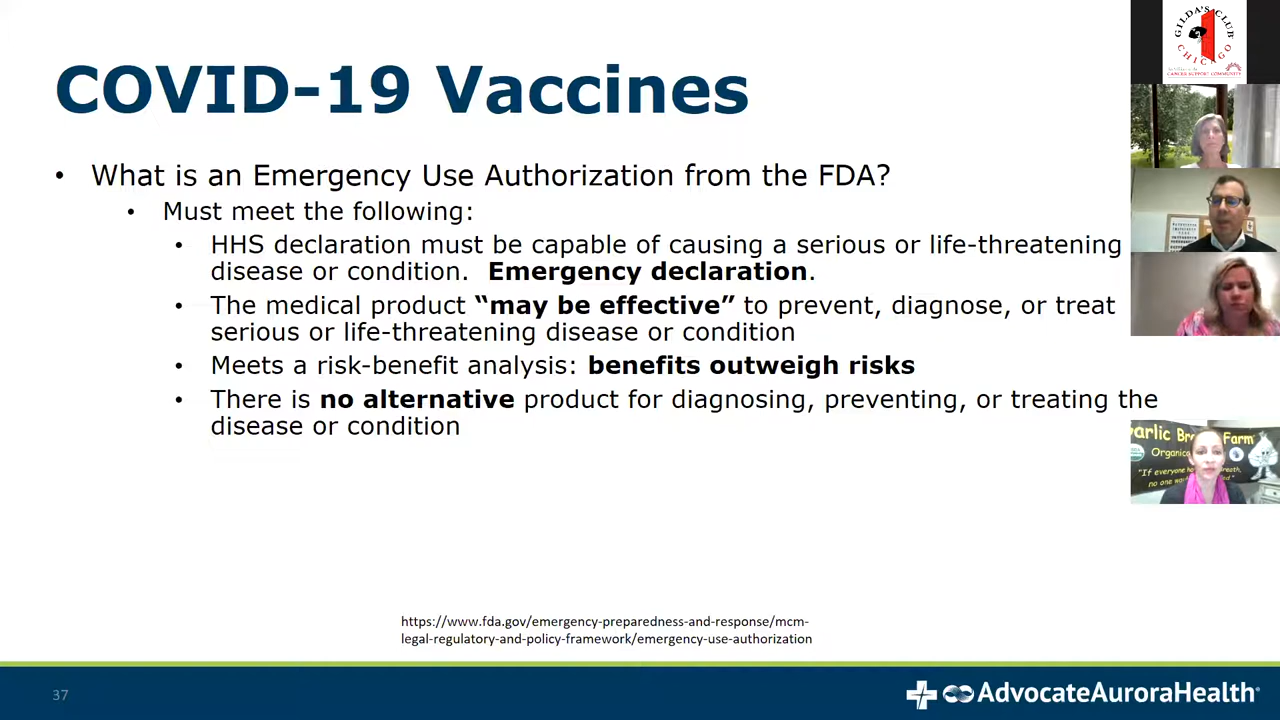 COVID-19 Vaccines
• What is an Emergency Use Authorization from the FDA?
• Must meet the following:
• HHS declaration must be capable of causing a serious or life-threatening
disease or condition. Emergency declaration.
• The medical product “may be effective” to prevent, diagnose, or treat
serious or life-threatening disease or condition
• Meets a risk-benefit analysis: benefits outweigh risks
• There is no alternative product for diagnosing, preventing, or treating the
disease or condition
https://www.fda.gov/emergency-preparedness-and-response/mcm-
legal-regulatory-and-policy-framework/emergency-use-authorization
37
AdvocateAuroraHealth
GILDA'S CLUB
CHICAGO
CANCER SUPPORT COMMUNITY
arlic Br Farm
Organic
"If everyone
no one